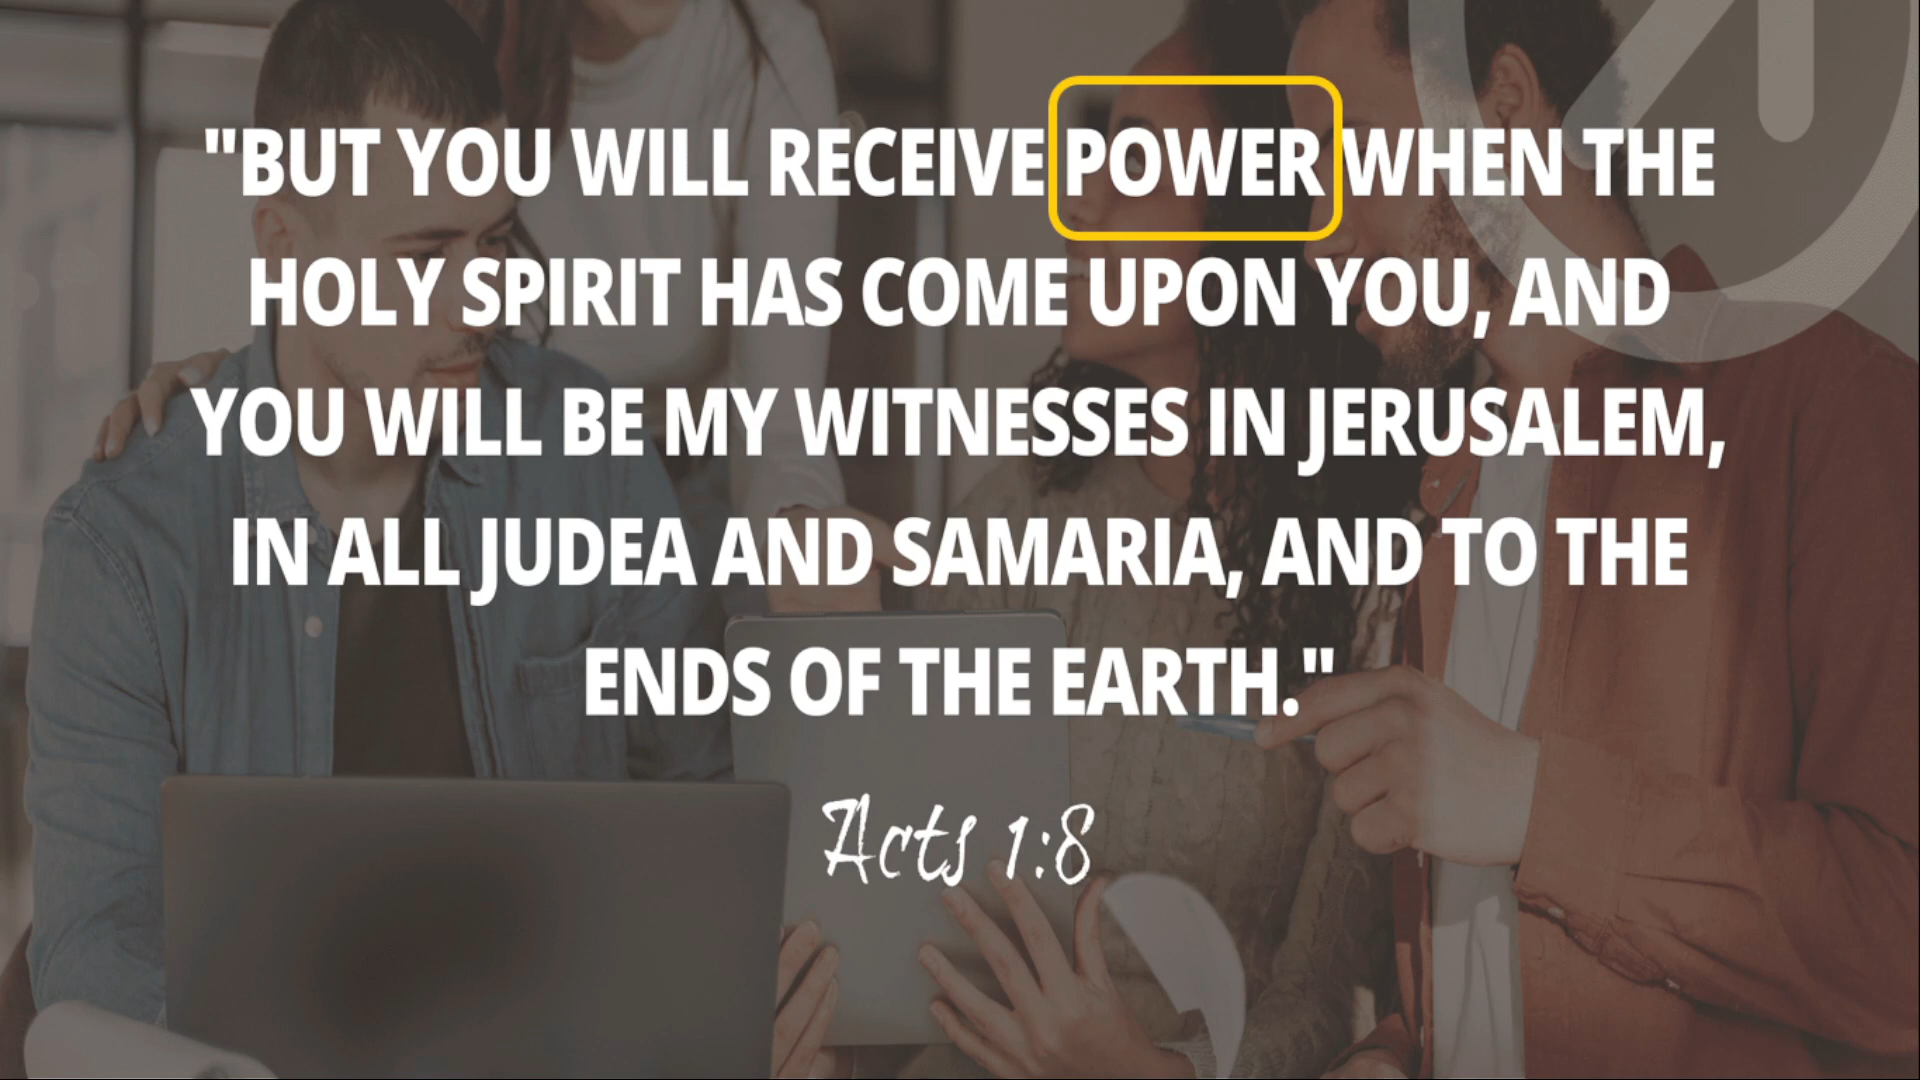 "BUT YOU WILL RECEIVE POWER WHEN THE
HOLY SPIRIT HAS COME UPON YOU, AND
YOU WILL BE MY WITNESSES IN JERUSALEM,
IN ALL JUDEA AND SAMARIA, AND TO THE
ENDS OF THE EARTH."
Acts 1:8